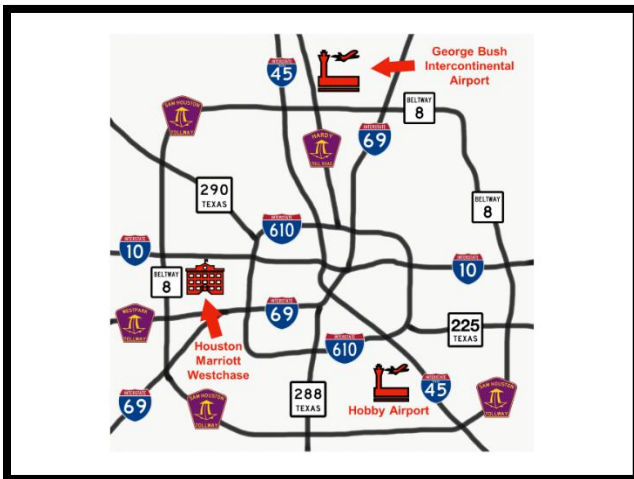 George Bush
Intercontinental
Airport
INTERSTATE
45
BELTWAY
8
SAM HOUSTON
TOLLWAY
HARDY
TOLL ROAD
INTERSTATE
69
290
TEXAS
BELTWAY
8
INTERSTATE
610
INTERSTATE
10
INTERSTATE
10
BELTWAY
8
INTERSTATE
69
WESTPARK
TOLLWAY
225
TEXAS
Houston
Marriott
Westchase
INTERSTATE
610
INTERSTATE
69
SAM HOUSTON
TOLLWAY
288
TEXAS
Hobby Airport
INTERSTATE
45
SAM HOUSTON
TOLLWAY